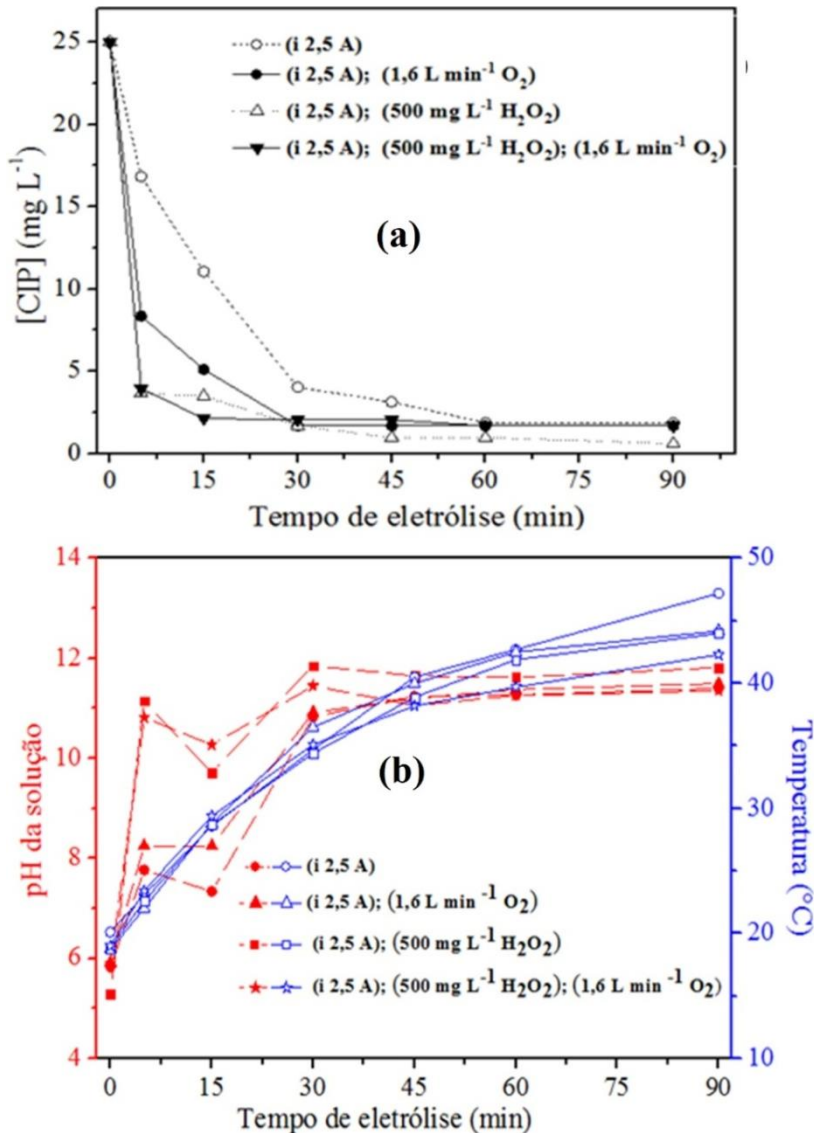 25
20
15
10
5
0
[CIP] (mg L⁻¹)
(i 2,5 A)
(i 2,5 A); (1,6 L min⁻¹ O₂)
(i 2,5 A); (500 mg L⁻¹ H₂O₂)
(i 2,5 A); (500 mg L⁻¹ H₂O₂); (1,6 L min⁻¹ O₂)
(a)
0 15 30 45 60 75 90
Tempo de eletrólise (min)
14
12
10
8
6
4
pH da solução
50
40
30
20
10
Temperatura (°C)
(b)
(i 2,5 A)
(i 2,5 A); (1,6 L min ⁻¹ O₂)
(i 2,5 A); (500 mg L⁻¹ H₂O₂)
(i 2,5 A); (500 mg L⁻¹ H₂O₂); (1,6 L min ⁻¹ O₂)
0 15 30 45 60 75 90
Tempo de eletrólise (min)